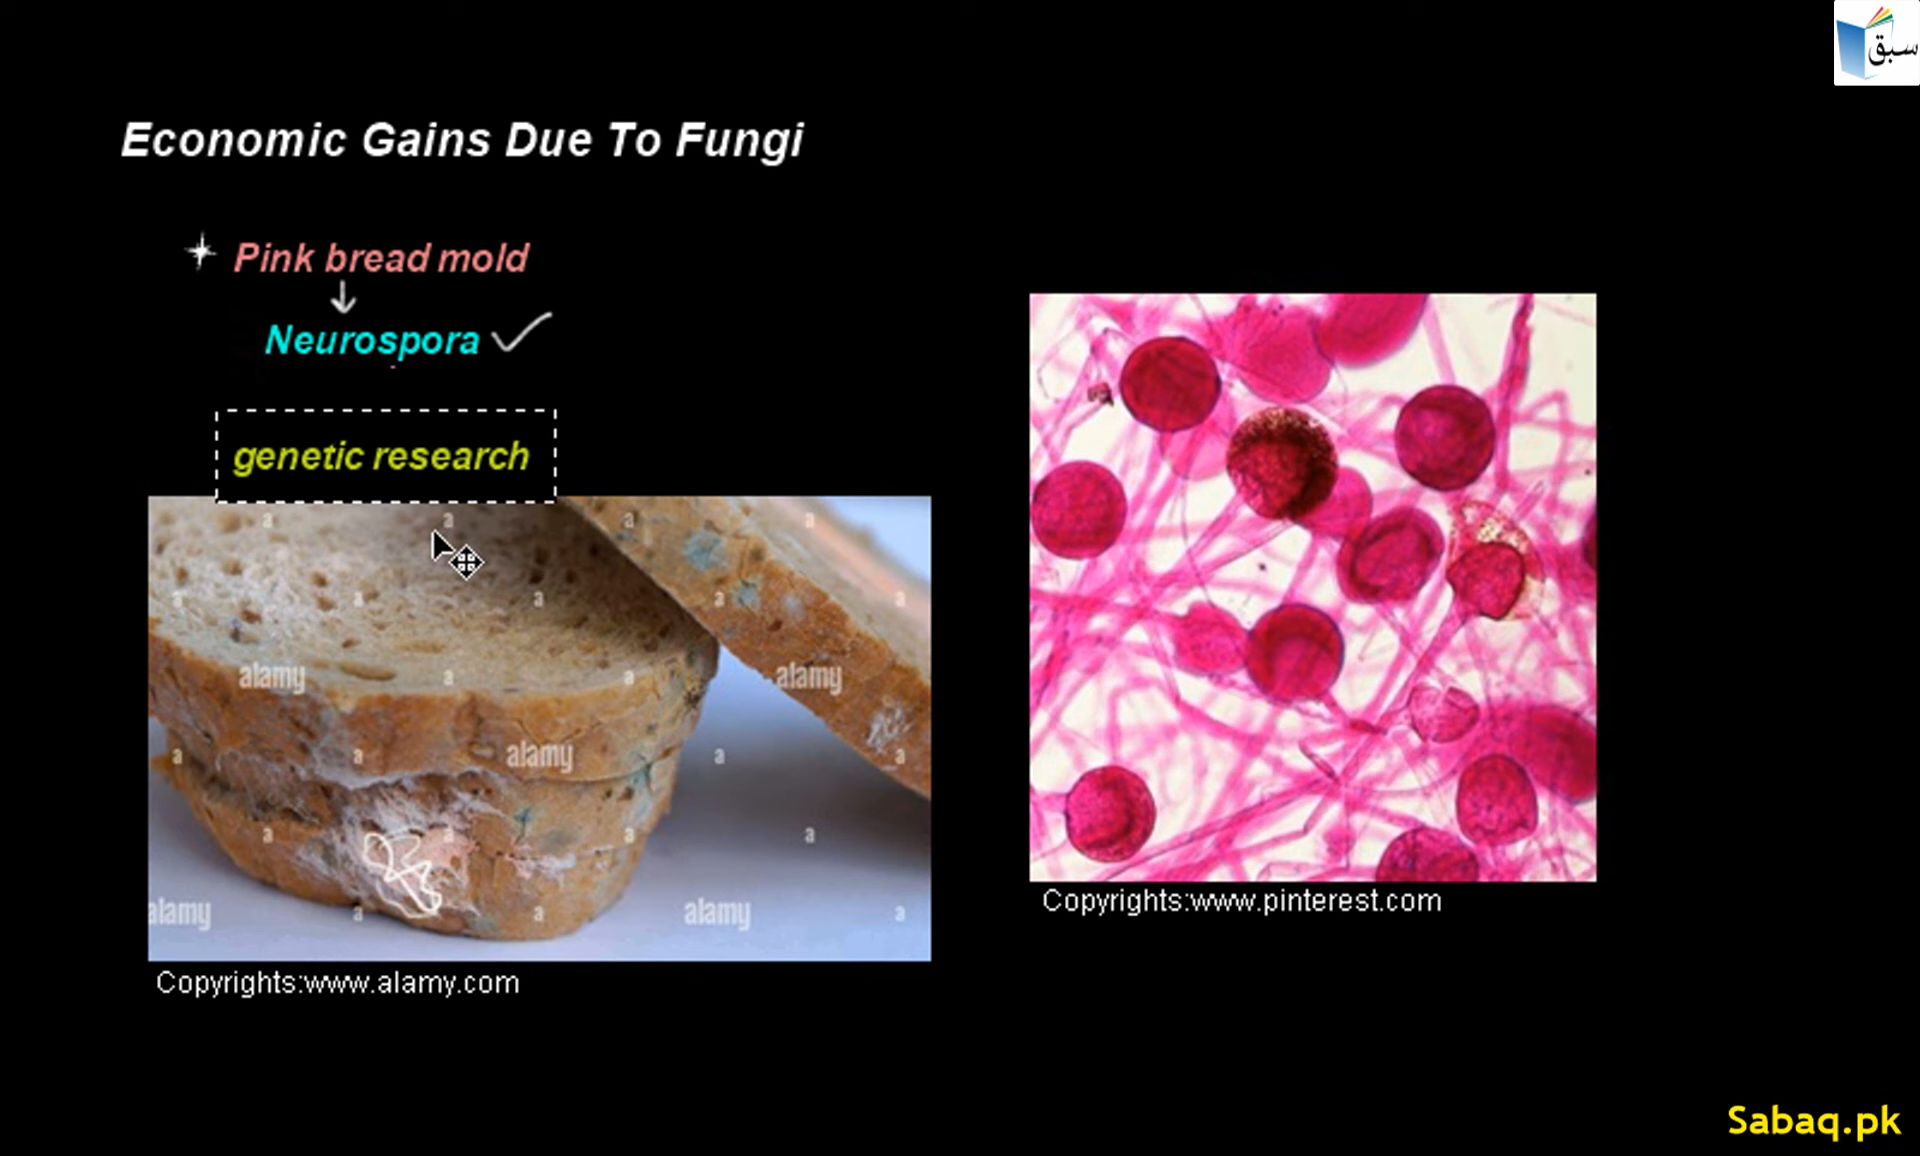 سبق
Economic Gains Due To Fungi
Pink bread mold
Neurospora
genetic research
a a a a
a a a a a
alamy a a alamy
a a alamy a a
a a a a
alamy a a alamy a
Copyrights:www.pinterest.com
Copyrights:www.alamy.com
Sabaq.pk